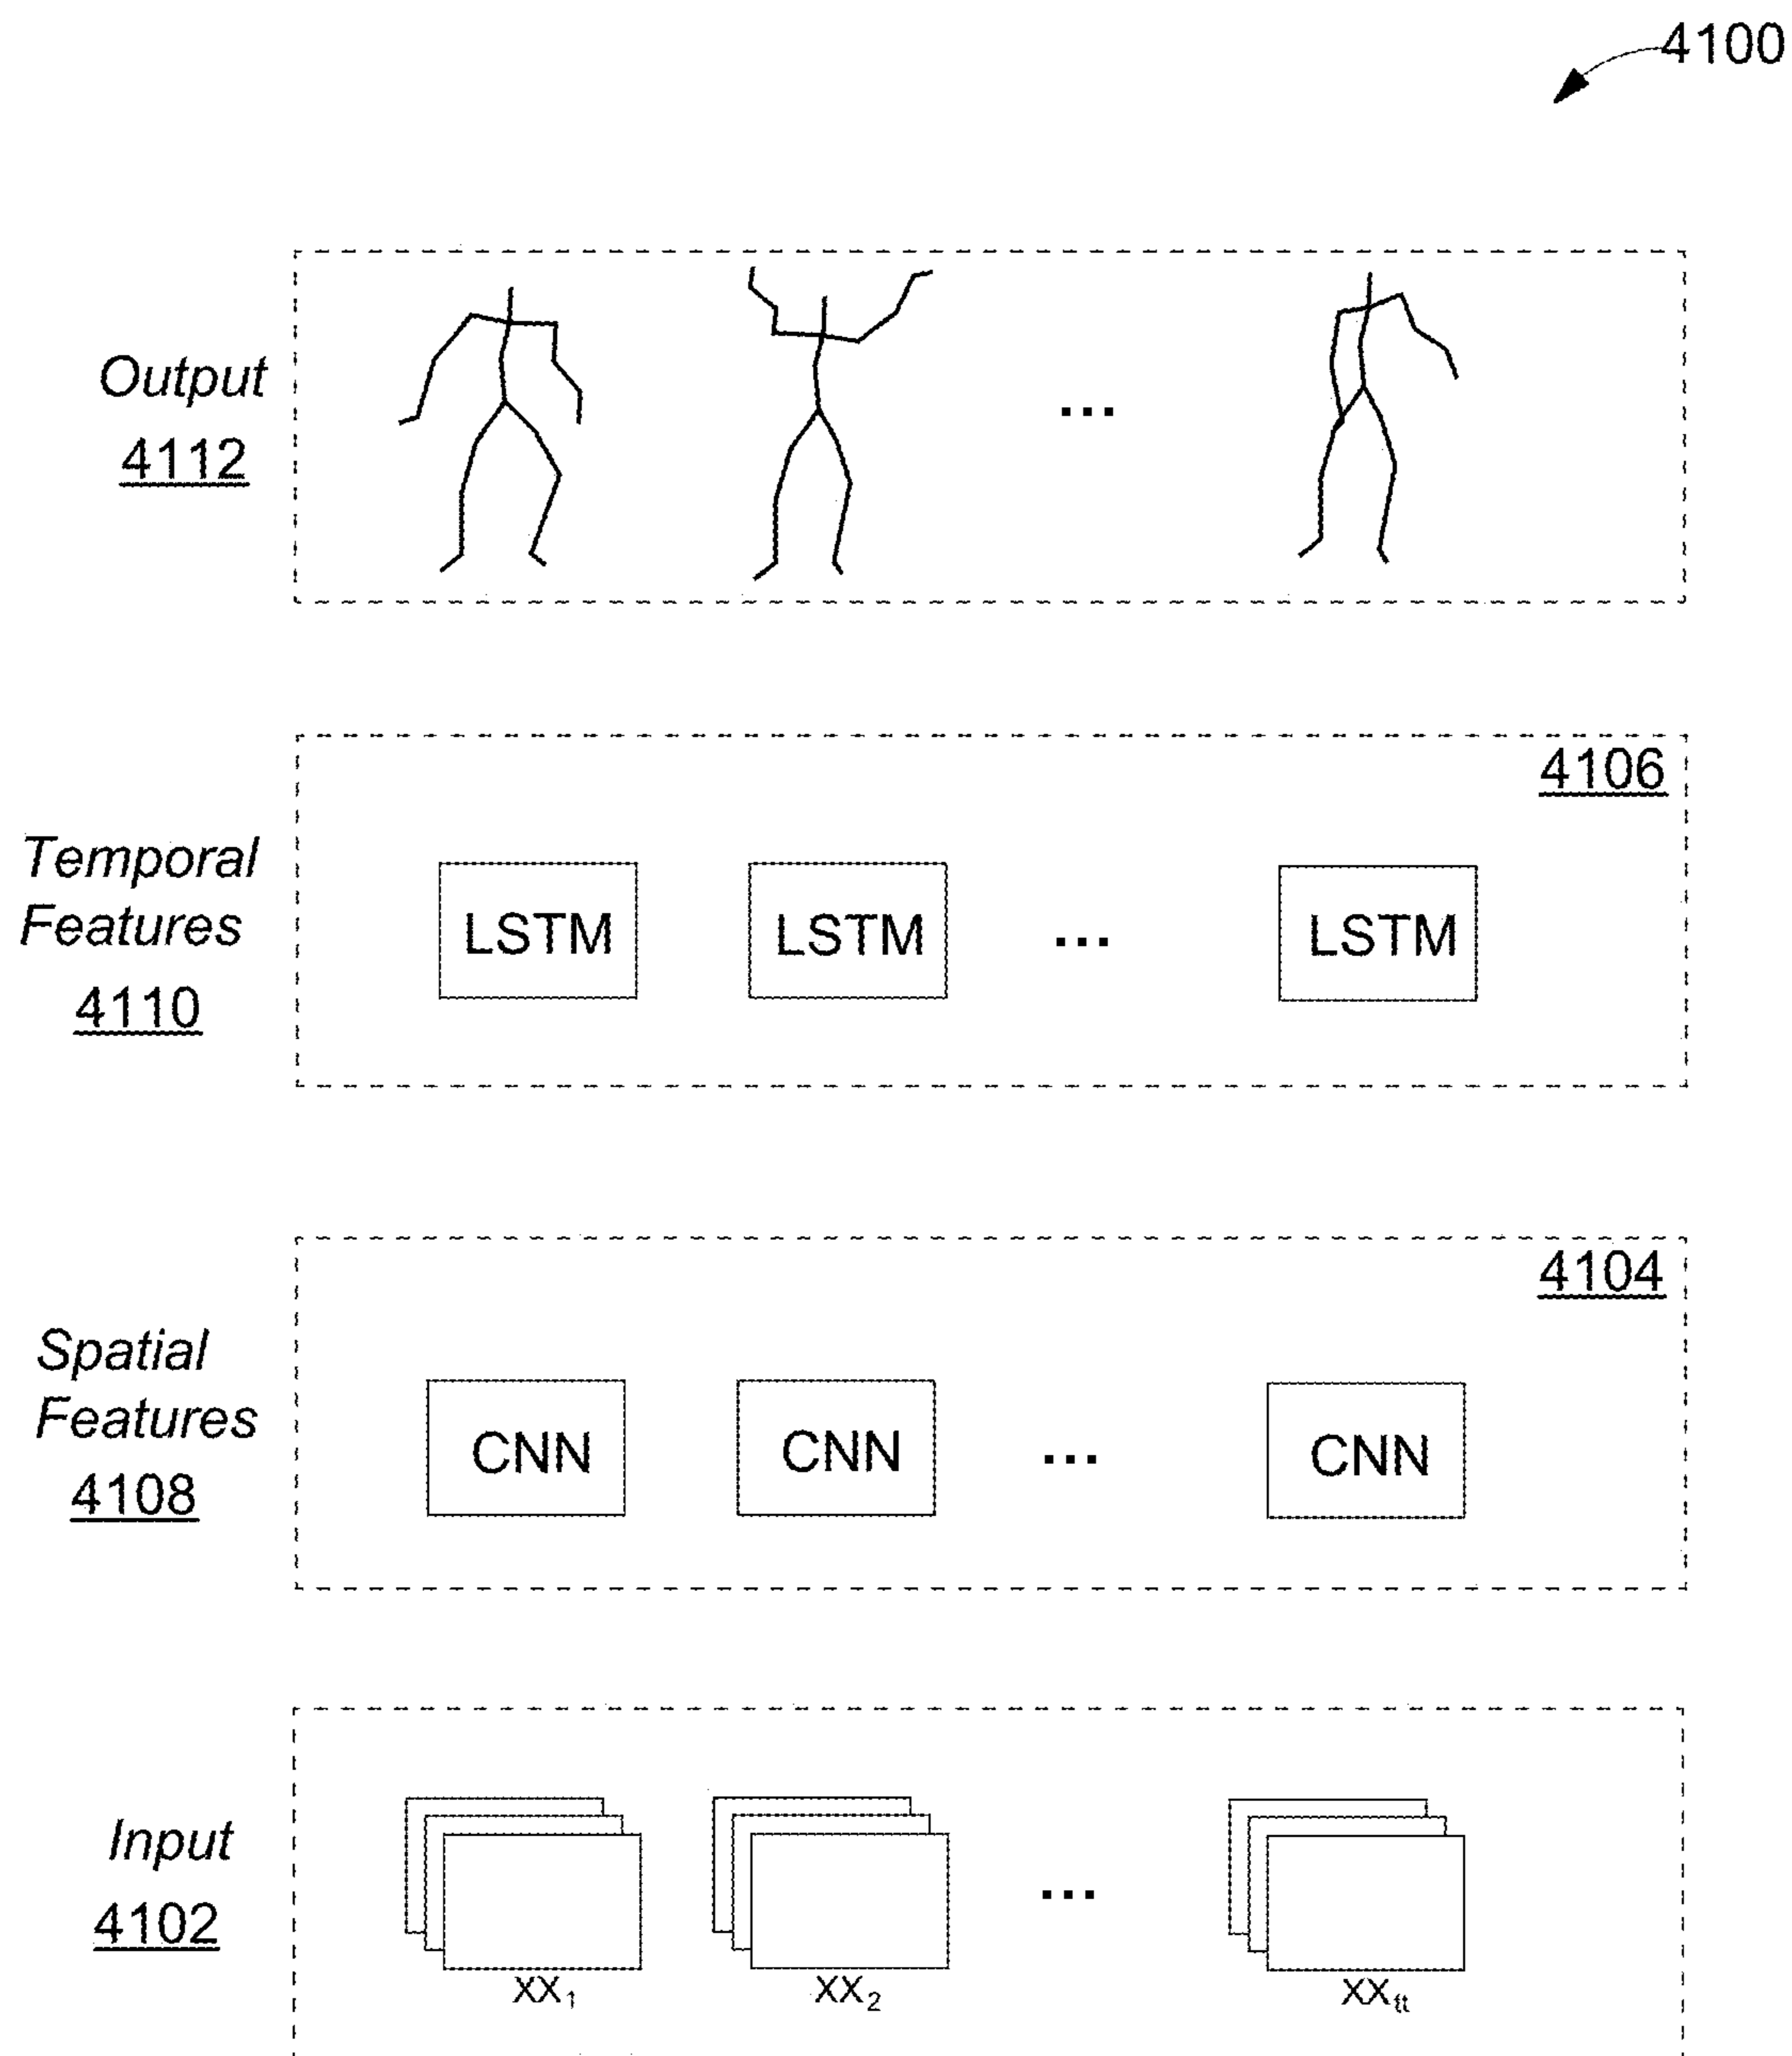 4100
Output
4112
...
4106
Temporal
Features
4110
LSTM LSTM ... LSTM
4104
Spatial
Features
4108
CNN CNN ... CNN
Input
4102
...
XX₁ XX₂ XXₜₜ